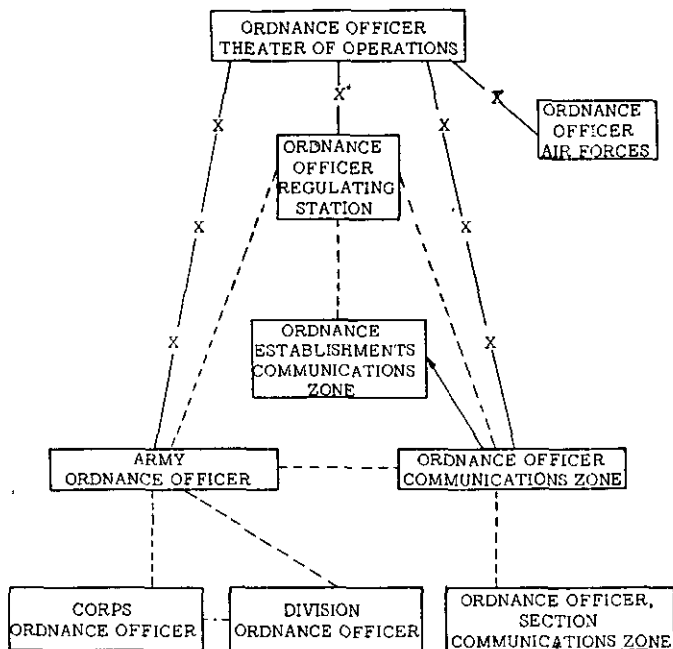 ORDNANCE OFFICER
THEATER OF OPERATIONS
X
X
X
X
ORDNANCE
OFFICER
AIR FORCES
ORDNANCE
OFFICER
REGULATING
STATION
X
X
ORDNANCE
ESTABLISHMENTS
COMMUNICATIONS
ZONE
X
X
ARMY
ORDNANCE OFFICER
ORDNANCE OFFICER
COMMUNICATIONS ZONE
CORPS
ORDNANCE OFFICER
DIVISION
ORDNANCE OFFICER
ORDNANCE OFFICER,
SECTION
COMMUNICATIONS ZONE